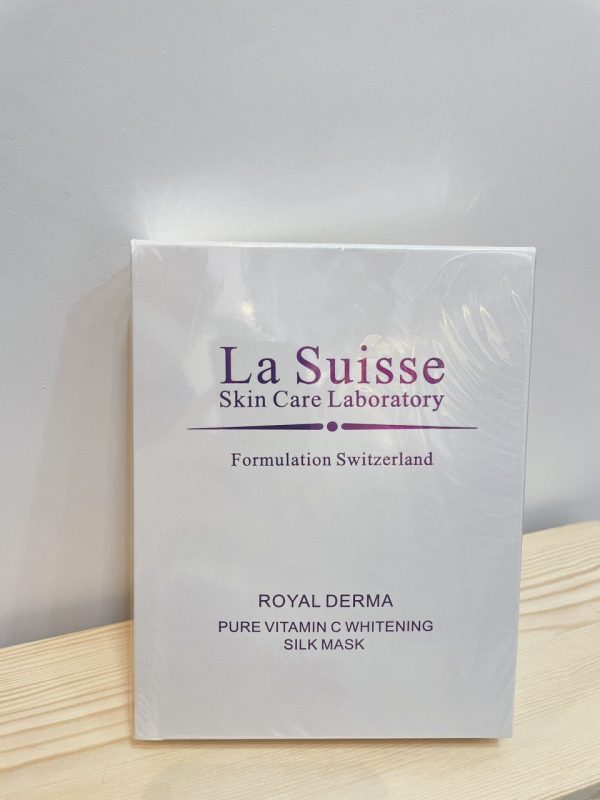 La Suisse
Skin Care Laboratory
Formulation Switzerland
ROYAL DERMA
PURE VITAMIN C WHITENING
SILK MASK